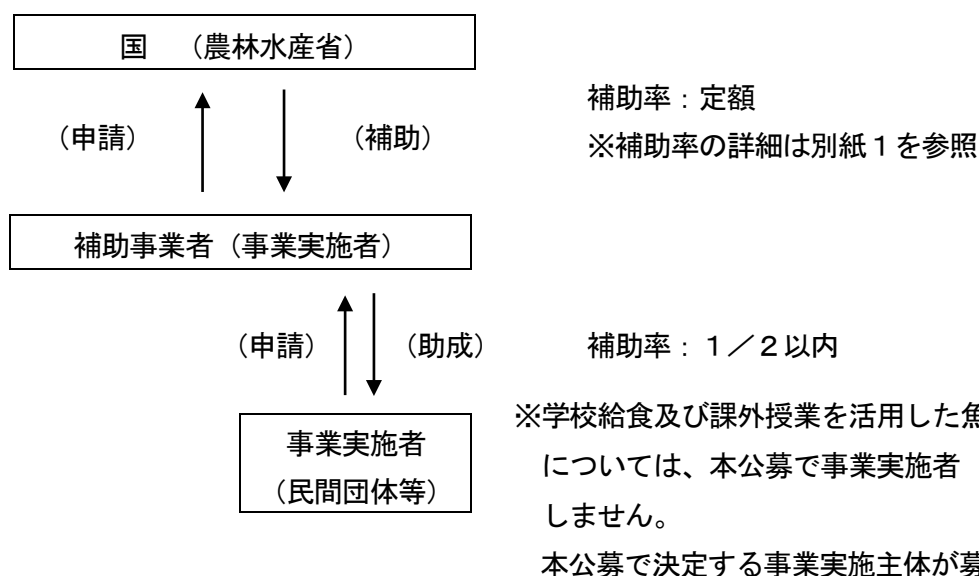 国 （農林水産省）
（申請）
（補助）
補助率：定額
※補助率の詳細は別紙１を参照
補助事業者（事業実施者）
（申請）
（助成）
補助率：１／２以内
事業実施者
（民間団体等）
※学校給食及び課外授業を活用した魚
については、本公募で事業実施者
しません。
本公募で決定する事業実施主体が募